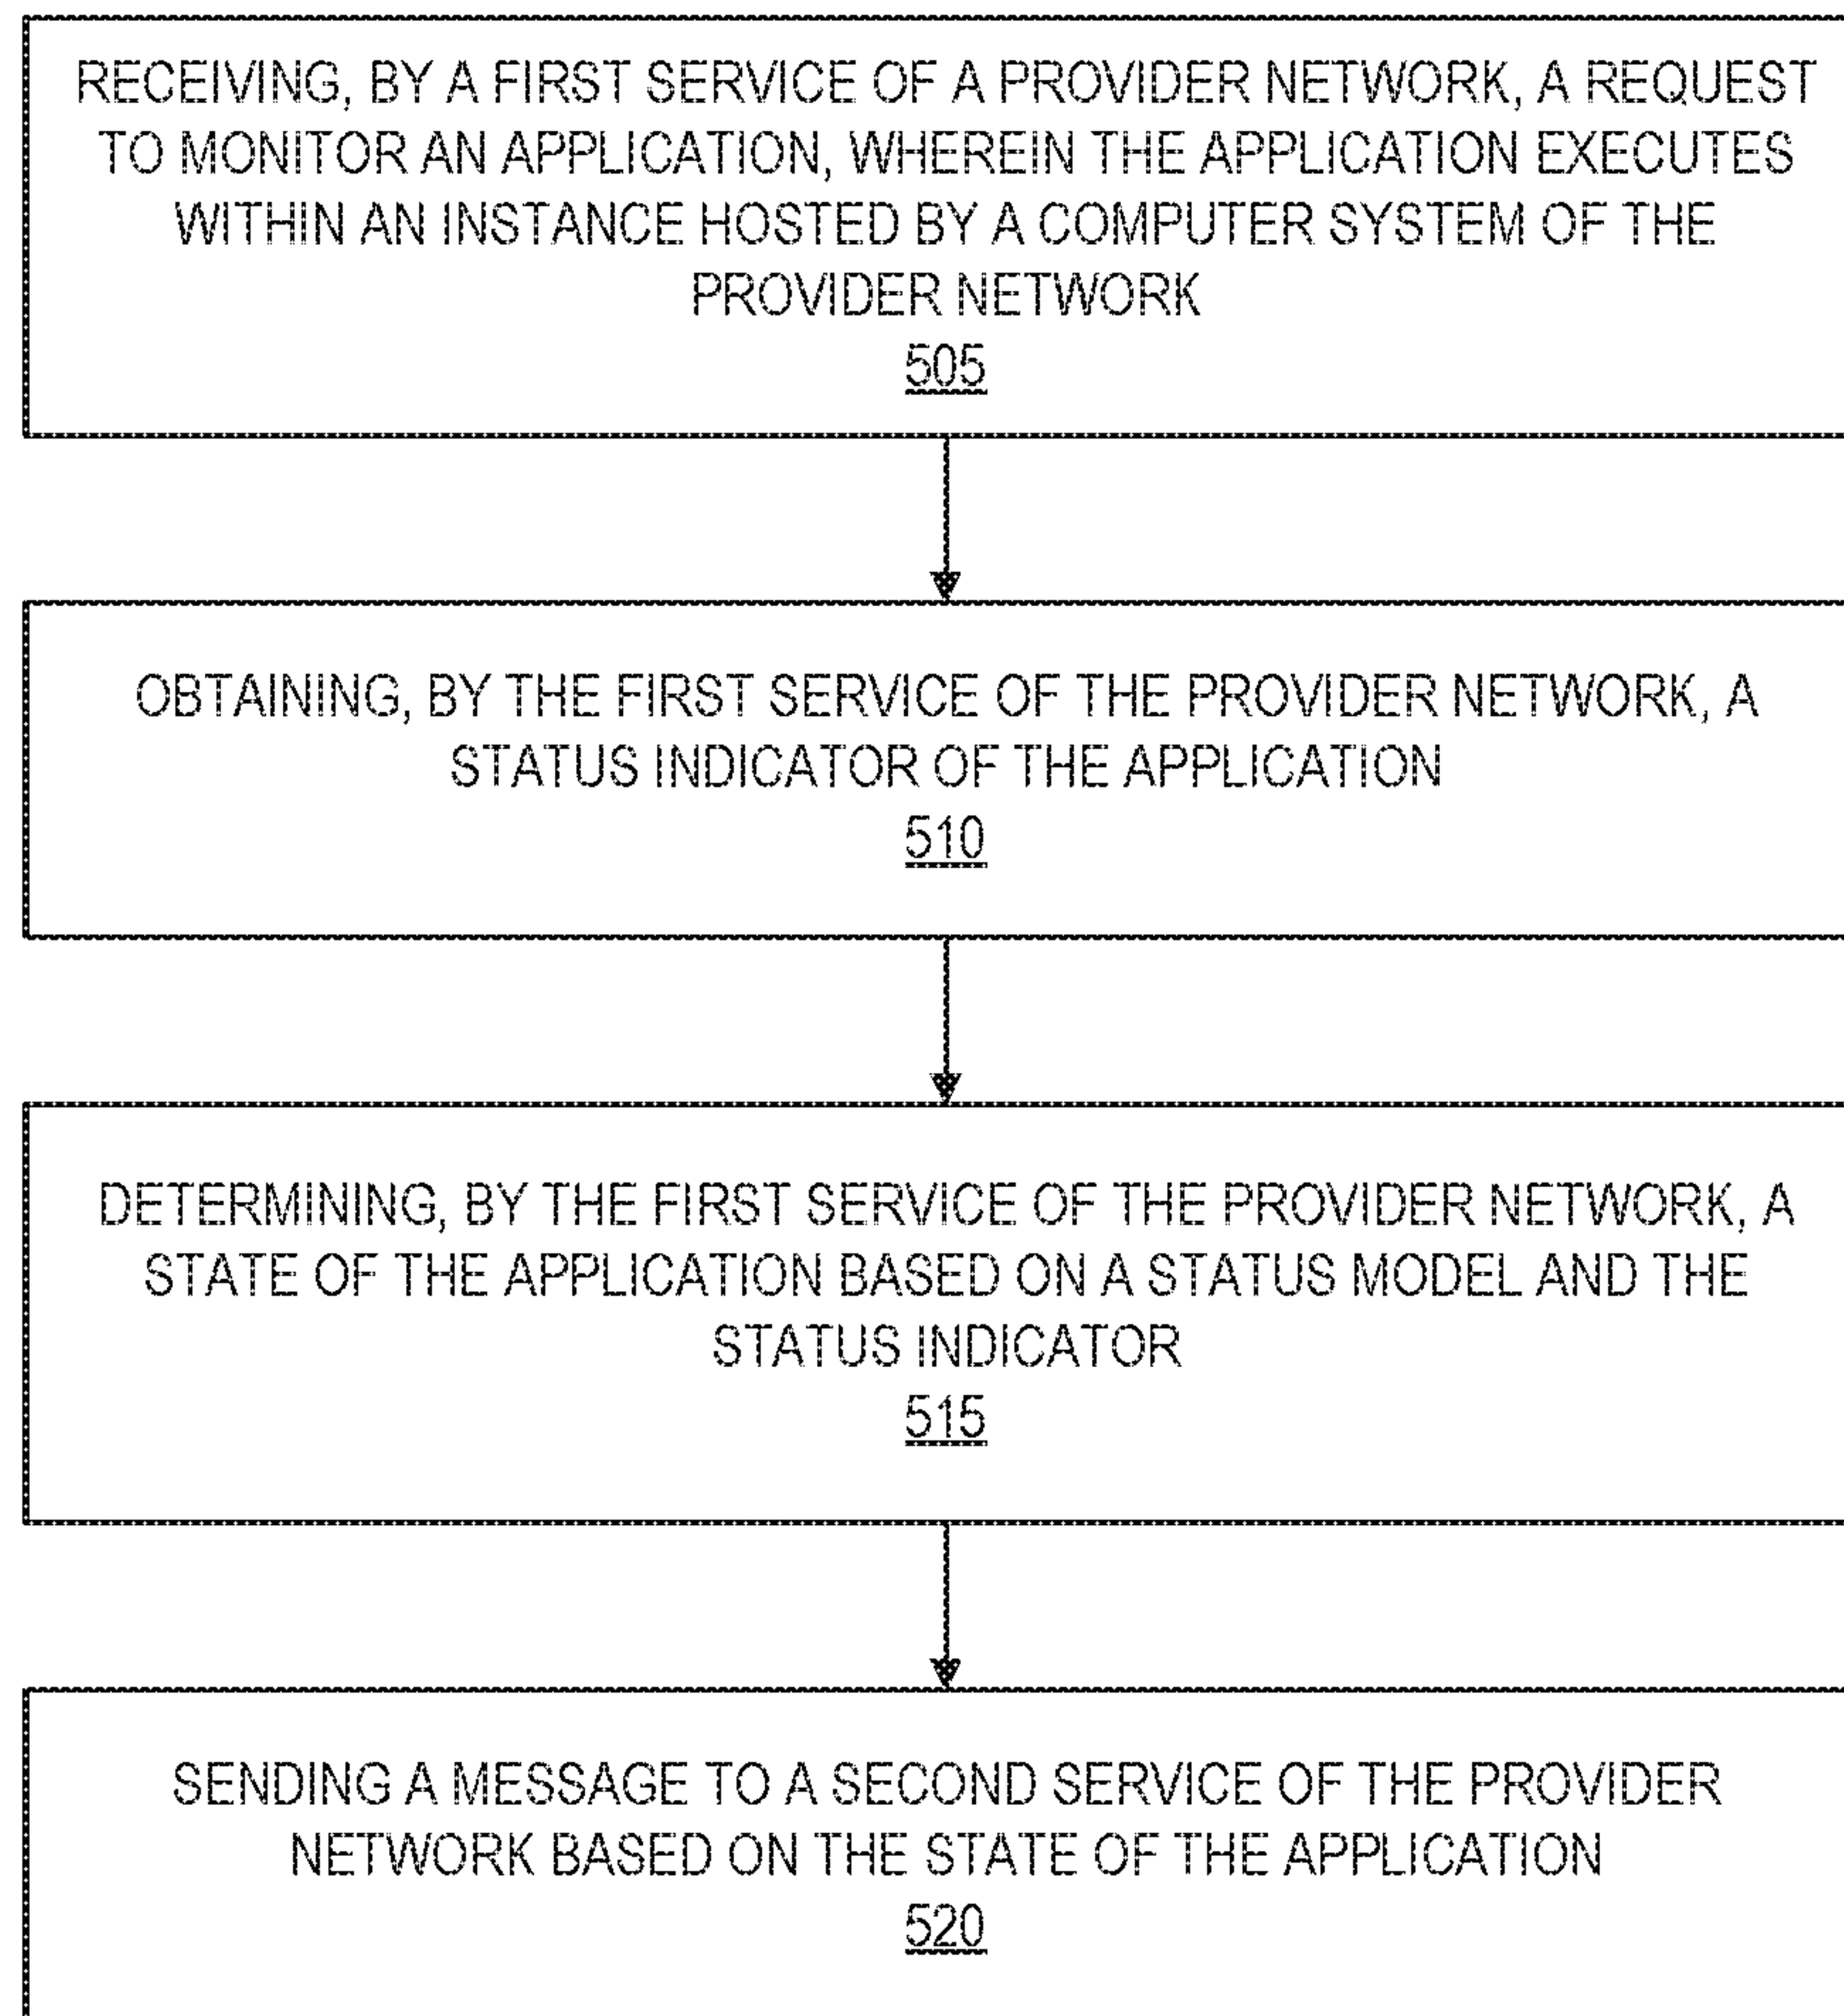 RECEIVING, BY A FIRST SERVICE OF A PROVIDER NETWORK, A REQUEST
TO MONITOR AN APPLICATION, WHEREIN THE APPLICATION EXECUTES
WITHIN AN INSTANCE HOSTED BY A COMPUTER SYSTEM OF THE
PROVIDER NETWORK
505
OBTAINING, BY THE FIRST SERVICE OF THE PROVIDER NETWORK, A
STATUS INDICATOR OF THE APPLICATION
510
DETERMINING, BY THE FIRST SERVICE OF THE PROVIDER NETWORK, A
STATE OF THE APPLICATION BASED ON A STATUS MODEL AND THE
STATUS INDICATOR
515
SENDING A MESSAGE TO A SECOND SERVICE OF THE PROVIDER
NETWORK BASED ON THE STATE OF THE APPLICATION
520